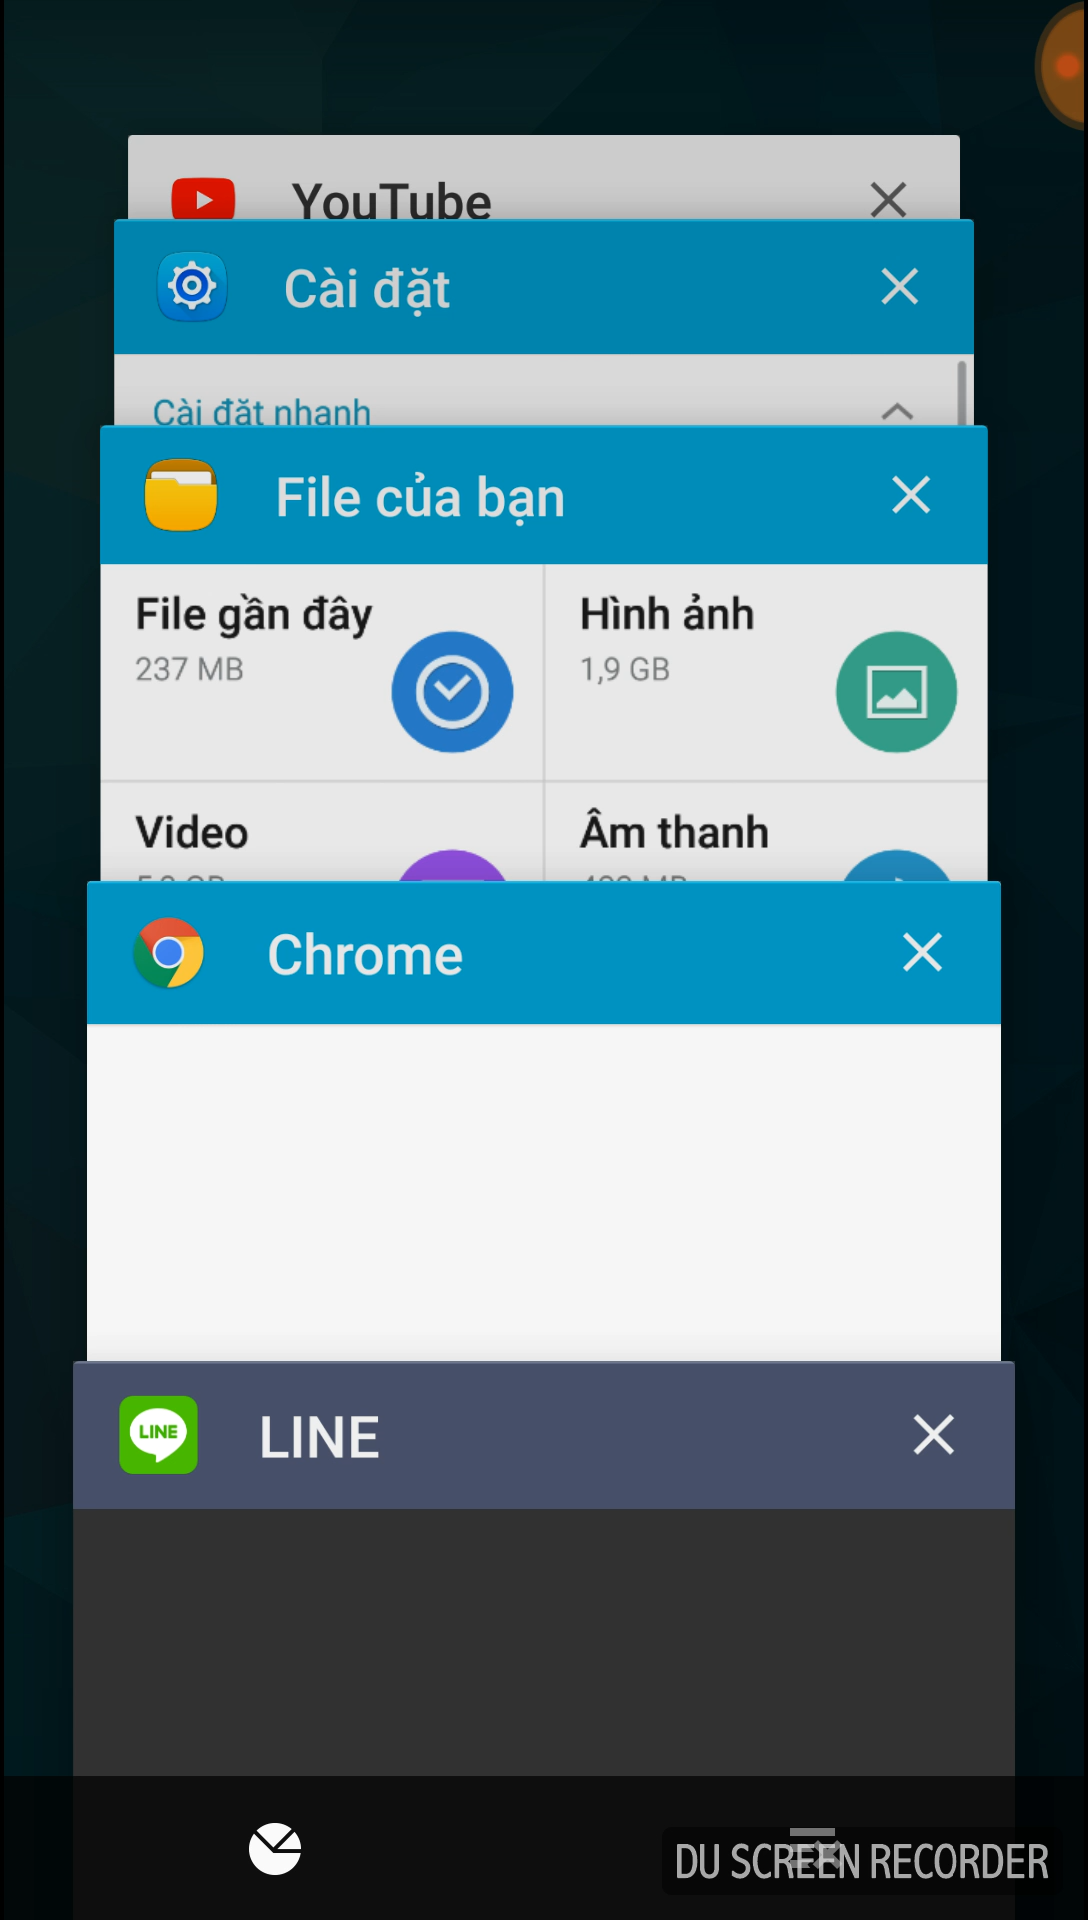 YouTube
Cài đặt
Cài đặt nhanh
File của bạn
File gần đây
237 MB
Hình ảnh
1,9 GB
Video
Âm thanh
Chrome
LINE
LINE
DU SCREEN RECORDER